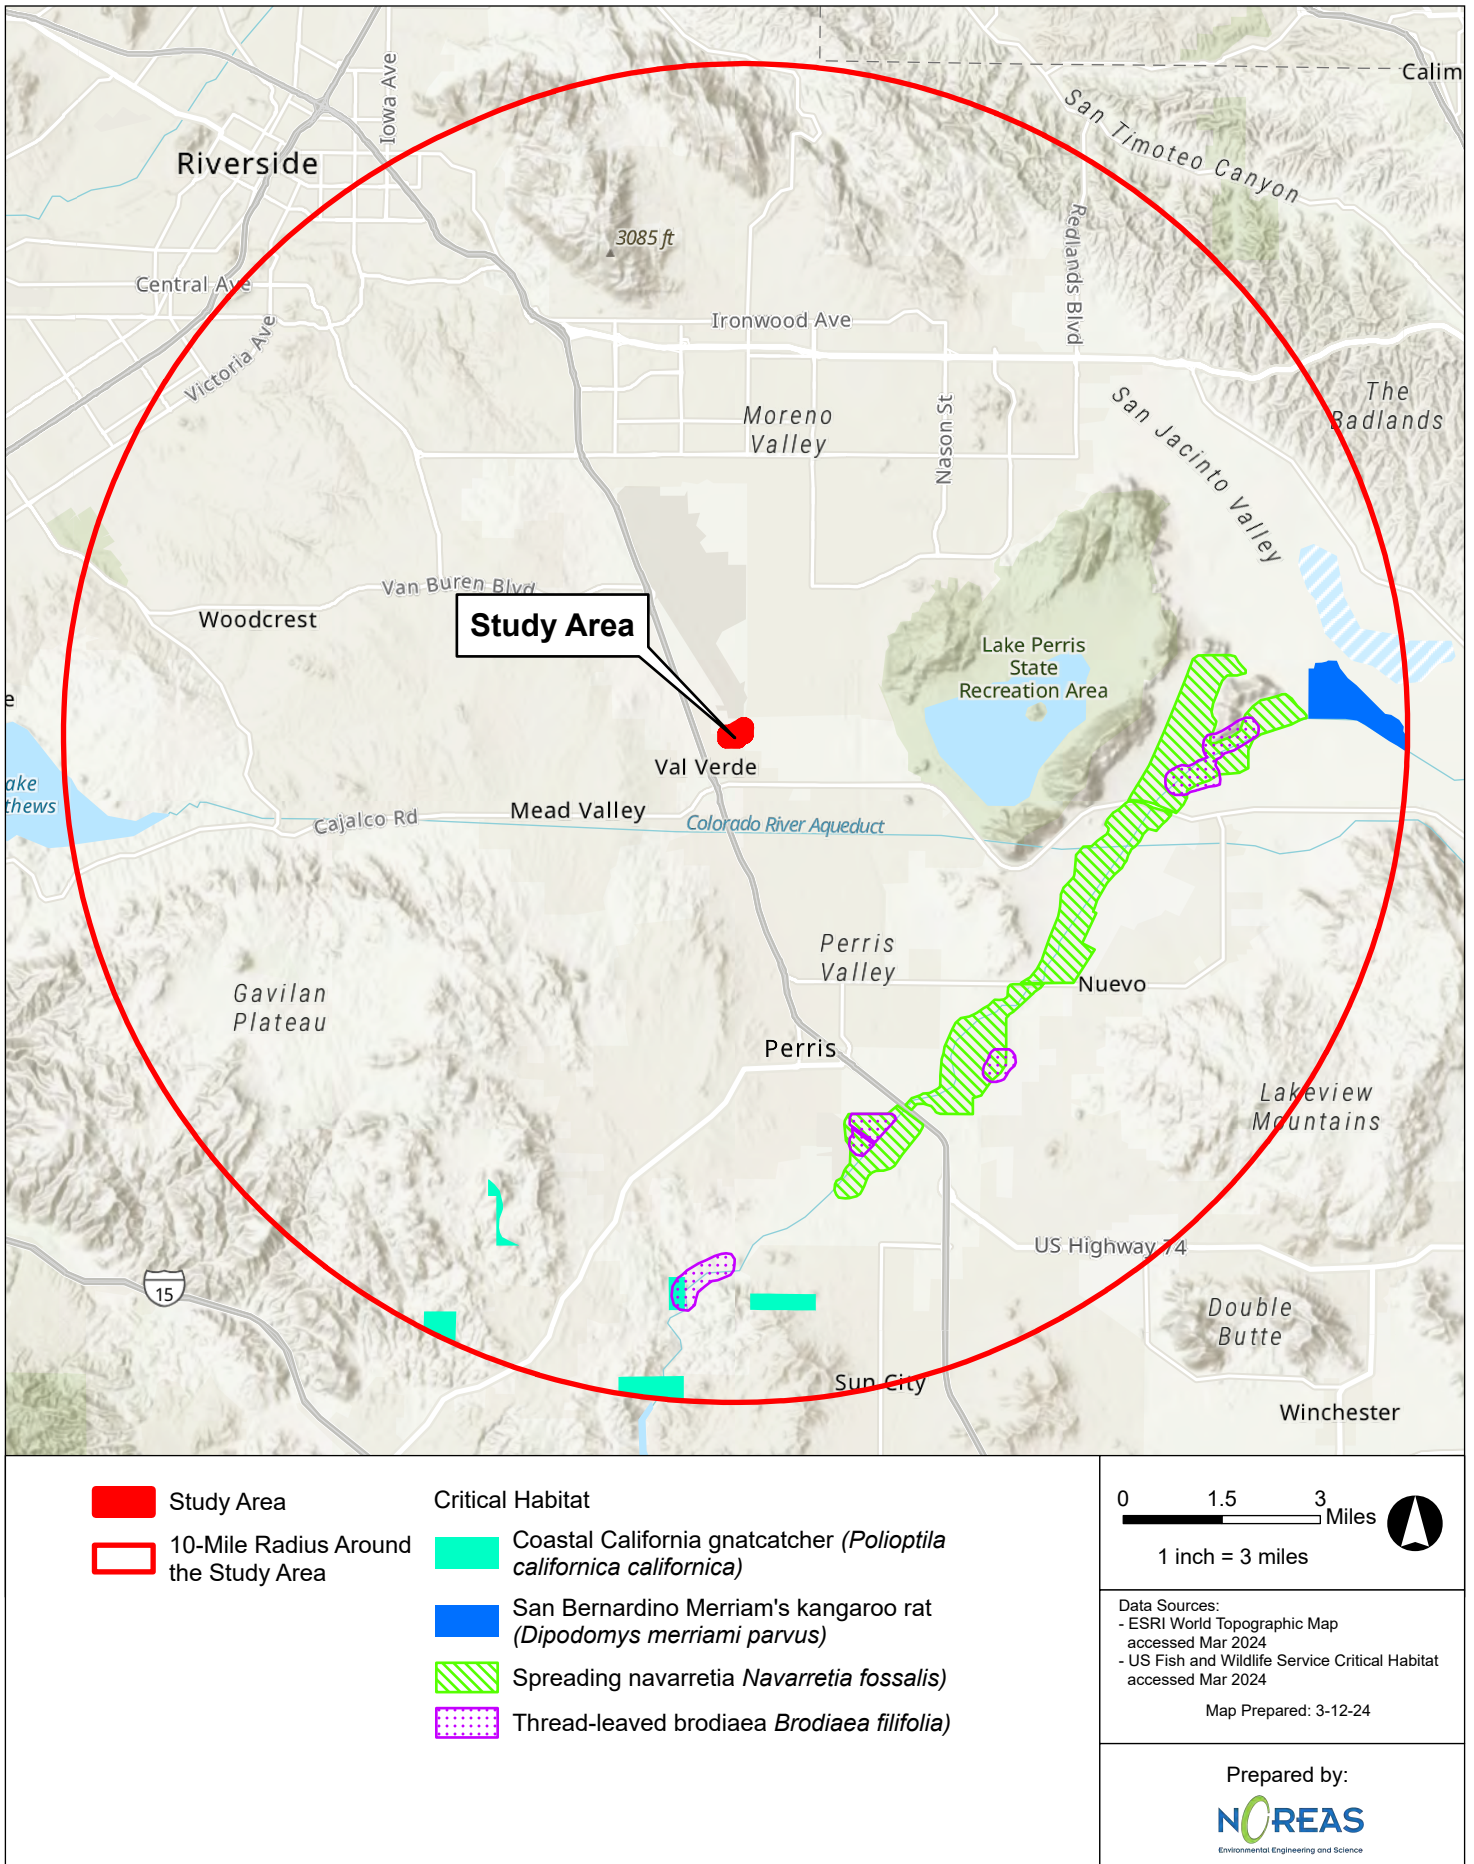 Calim
San Timoteo Canyon
Iowa Ave
Riverside
3085 ft
Redlands Blvd
Central Ave
Ironwood Ave
Victoria Ave
The
Badlands
San Jacinto Valley
Moreno
Valley
Nason St
Van Buren Blvd
Woodcrest
Study Area
Lake Perris
State
Recreation Area
e
Val Verde
ake
thews
Mead Valley
Cajalco Rd
Colorado River Aqueduct
Perris
Valley
Nuevo
Gavilan
Plateau
Perris
Lakeview
Mountains
US Highway 74
15
Double
Butte
Sun City
Winchester
Study Area
10-Mile Radius Around
the Study Area
Critical Habitat
Coastal California gnatcatcher (Polioptila
californica californica)
San Bernardino Merriam's kangaroo rat
(Dipodomys merriami parvus)
Spreading navarretia Navarretia fossalis)
Thread-leaved brodiaea Brodiaea filifolia)
0 1.5 3
Miles
1 inch = 3 miles
Data Sources:
- ESRI World Topographic Map
accessed Mar 2024
- US Fish and Wildlife Service Critical Habitat
accessed Mar 2024
Map Prepared: 3-12-24
Prepared by:
NOREAS
Environmental Engineering and Science